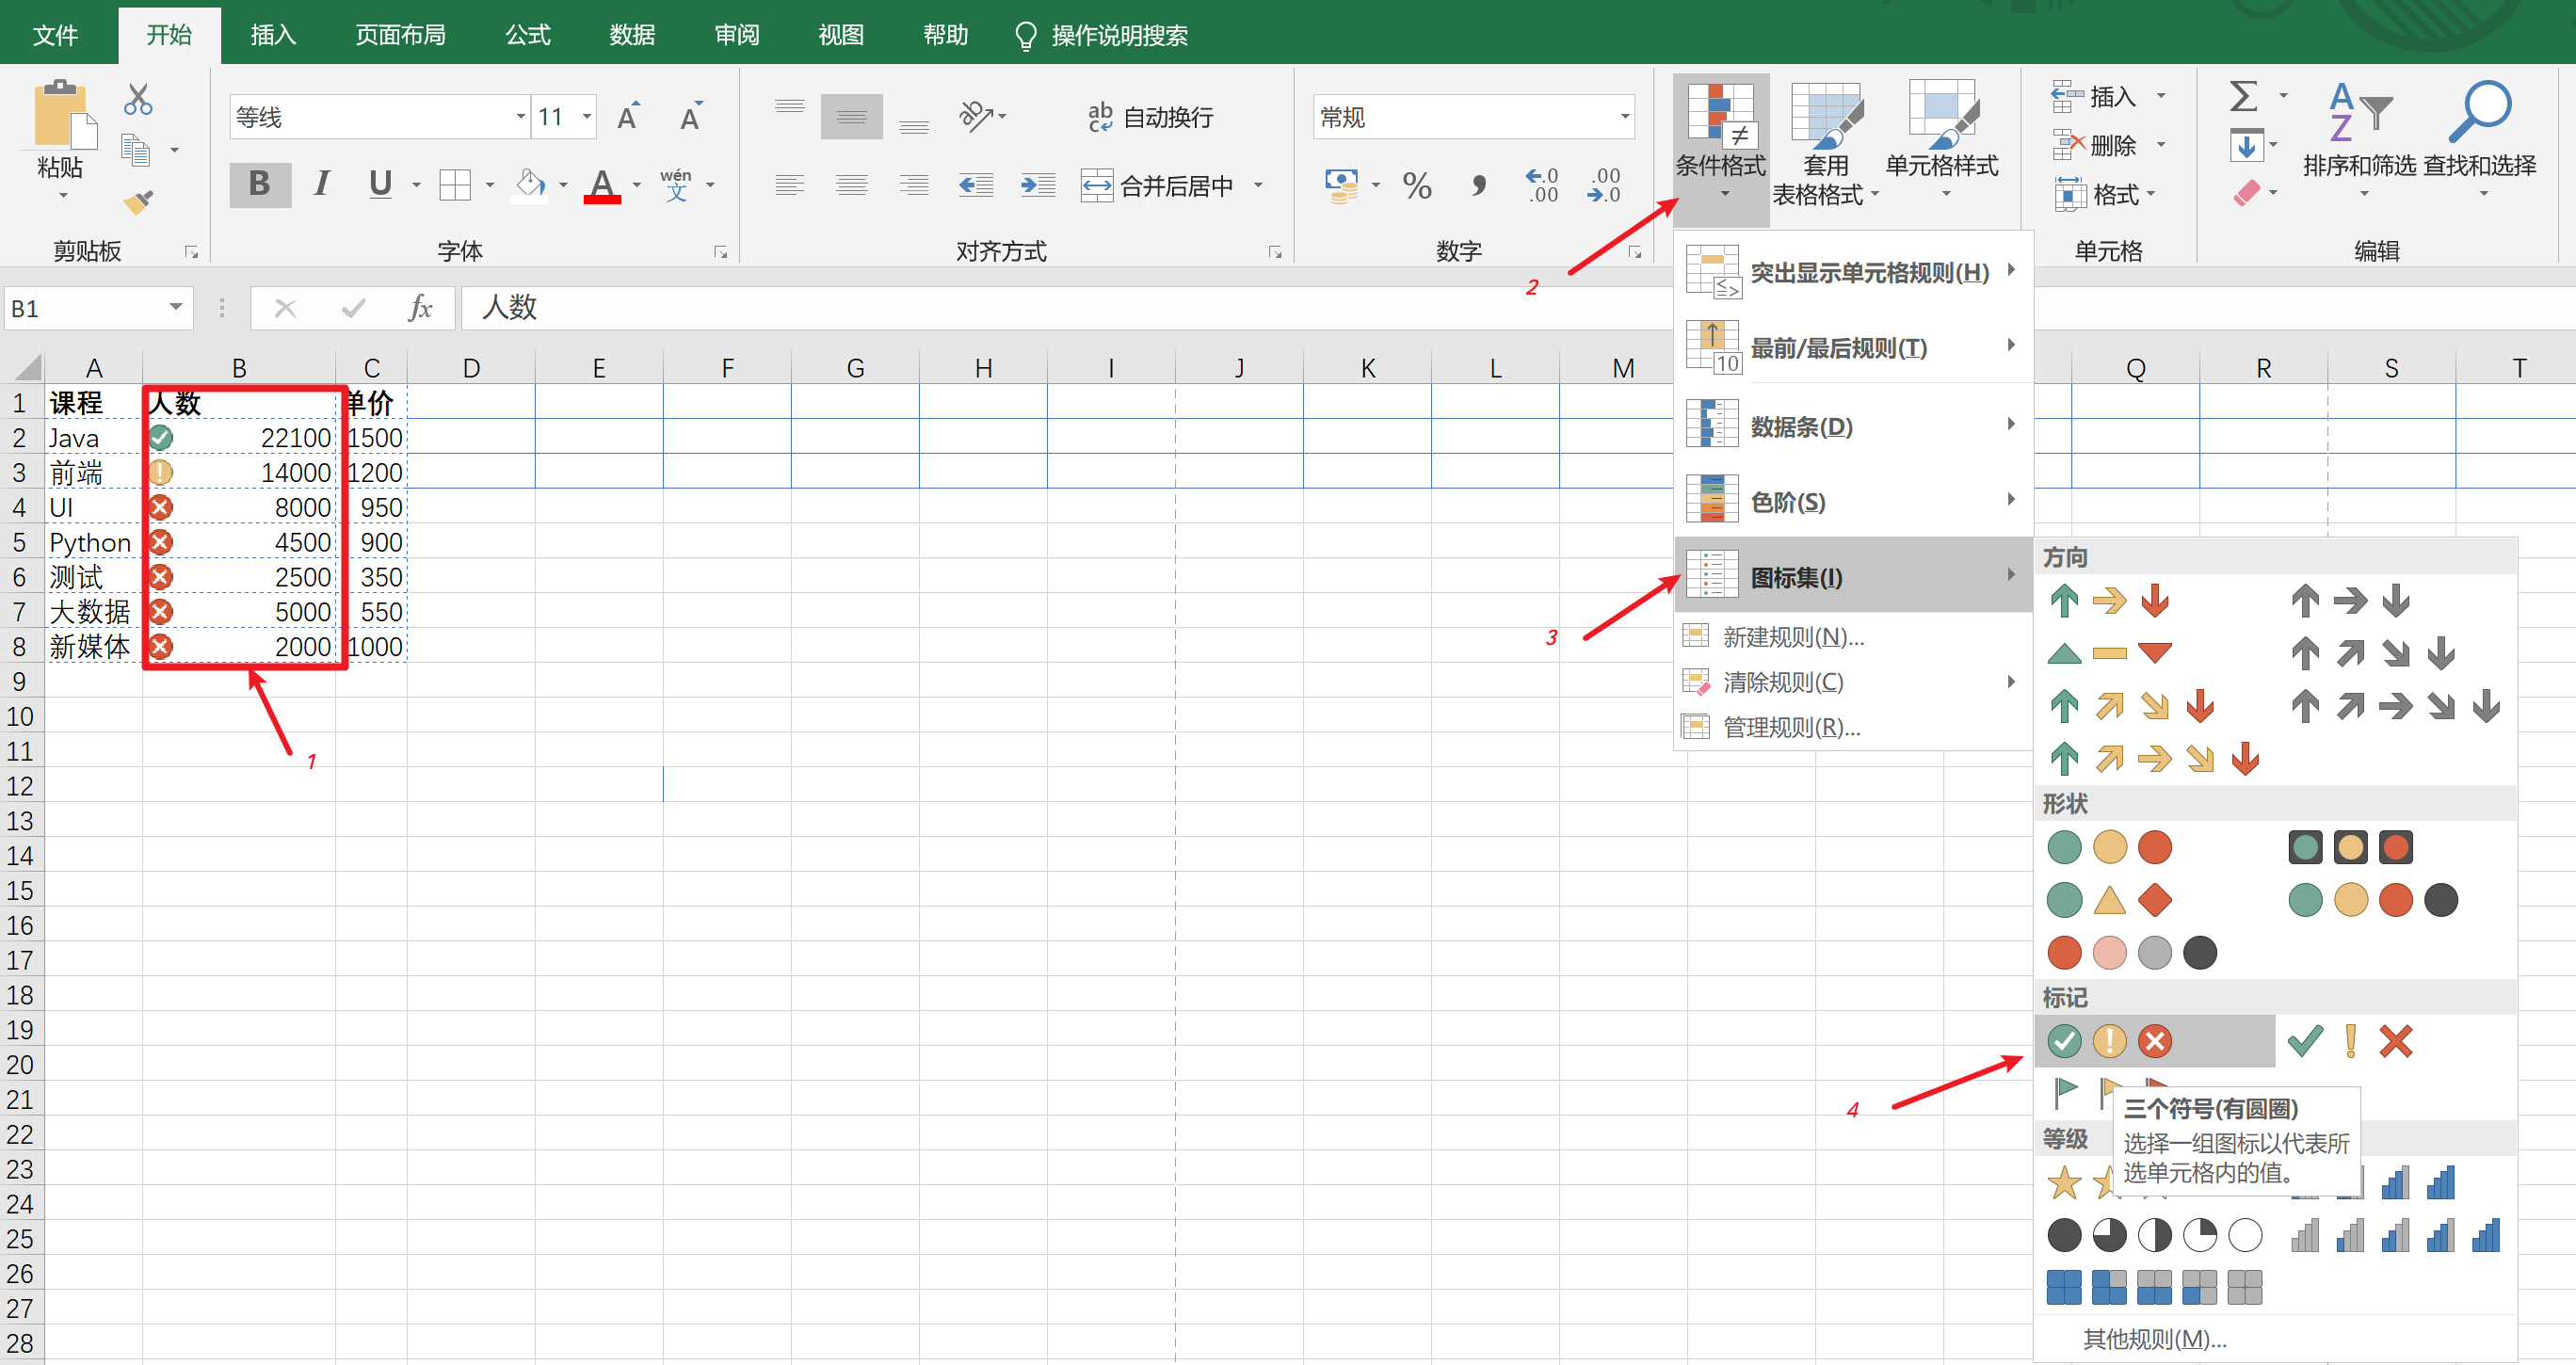 文件 开始 插入 页面布局 公式 数据 审阅 视图 帮助 操作说明搜索
粘贴
剪贴板
等线 11
B I U A wén 文
字体
ab c 自动换行
合并后居中
对齐方式
常规
% , .0 .00 .00 .0
数字
条件格式
套用
表格格式
单元格样式
插入
删除
格式
单元格
Σ
A
Z
排序和筛选 查找和选择
编辑
2
B1 fx 人数
A B C D E F G H I J K L M Q R S T
1 课程 人数 单价
2 Java 22100 1500
3 前端 14000 1200
4 UI 8000 950
5 Python 4500 900
6 测试 2500 350
7 大数据 5000 550
8 新媒体 2000 1000
9
10
11
12
13
14
15
16
17
18
19
20
21
22
23
24
25
26
27
28
1
突出显示单元格规则(H)
10 最前/最后规则(T)
数据条(D)
色阶(S)
3
图标集(I)
新建规则(N)...
清除规则(C)
管理规则(R)...
方向
形状
标记
4
三个符号(有圆圈)
选择一组图标以代表所
选单元格内的值。
等级
其他规则(M)...